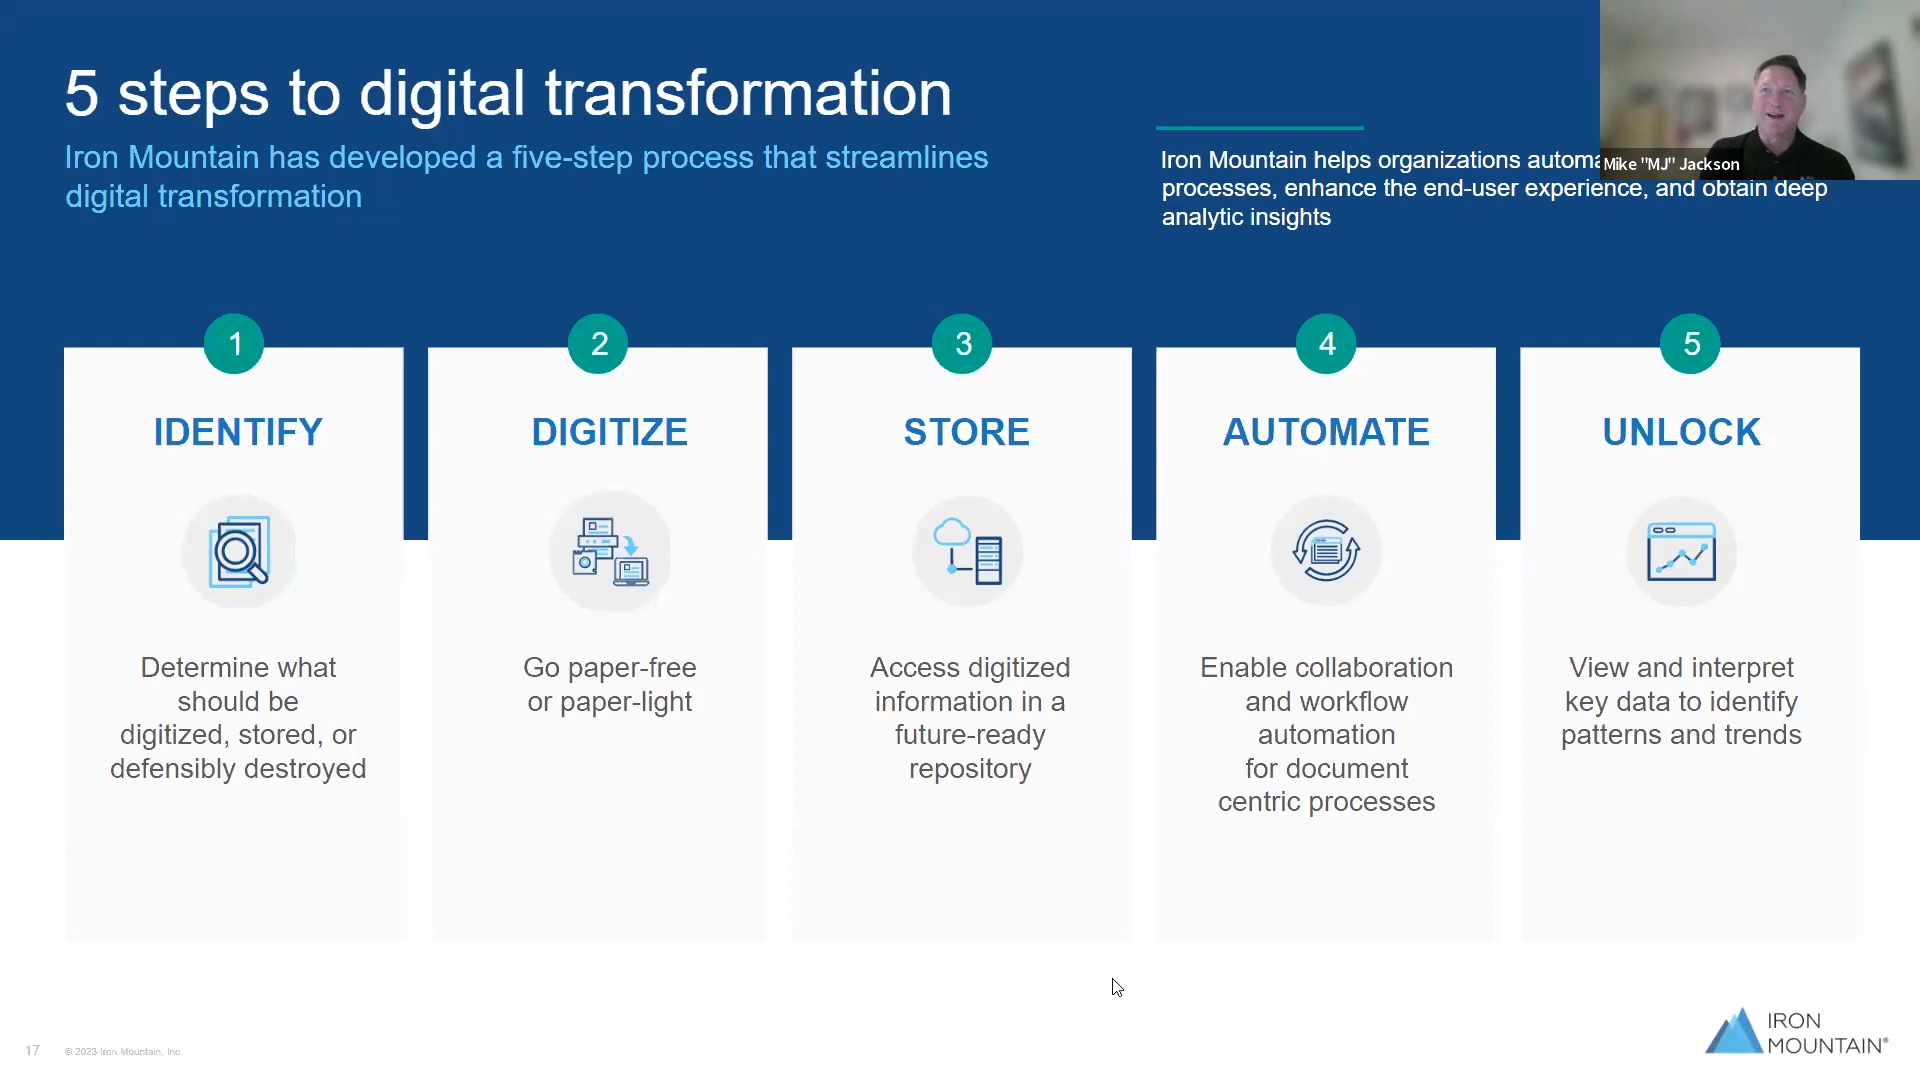 5 steps to digital transformation
Iron Mountain has developed a five-step process that streamlines
digital transformation
Iron Mountain helps organizations
processes, enhance the end-user experience, and obtain deep
analytic insights
Mike "MJ" Jackson
1
IDENTIFY
Determine what
should be
digitized, stored, or
defensibly destroyed
2
DIGITIZE
Go paper-free
or paper-light
3
STORE
Access digitized
information in a
future-ready
repository
4
AUTOMATE
Enable collaboration
and workflow
automation
for document
centric processes
5
UNLOCK
View and interpret
key data to identify
patterns and trends
17
© 2023 Iron Mountain, Inc.
IRON
MOUNTAIN®